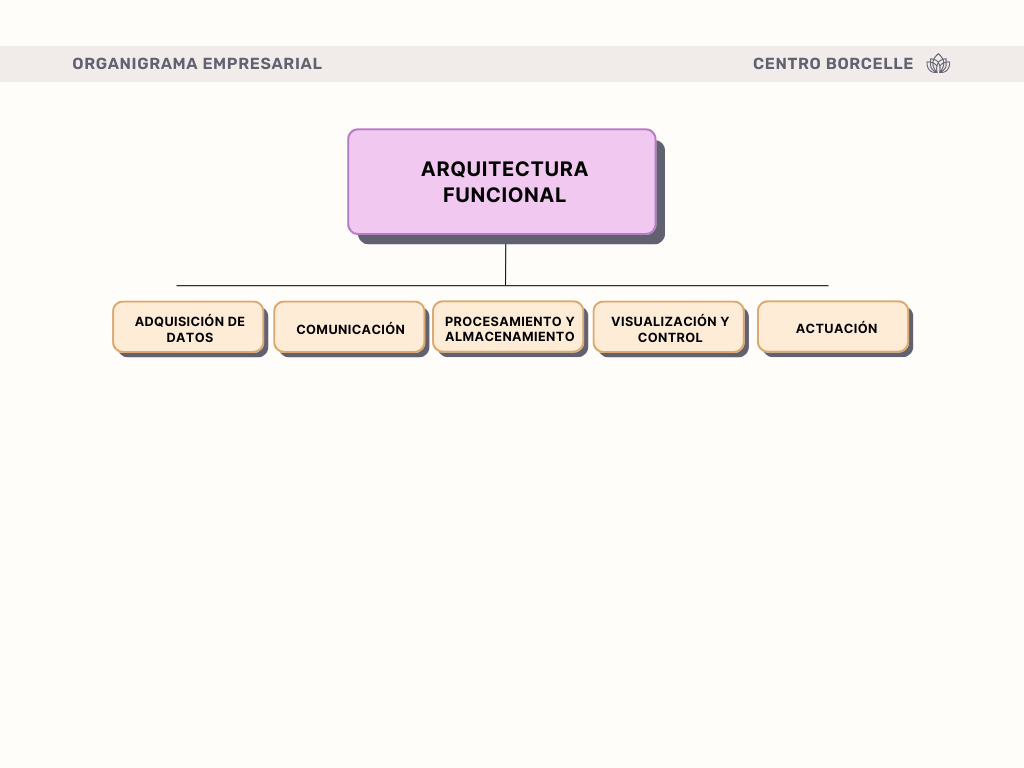 ORGANIGRAMA EMPRESARIAL
CENTRO BORCELLE
ARQUITECTURA
FUNCIONAL
ADQUISICIÓN DE
DATOS
COMUNICACIÓN
PROCESAMIENTO Y
ALMACENAMIENTO
VISUALIZACIÓN Y
CONTROL
ACTUACIÓN